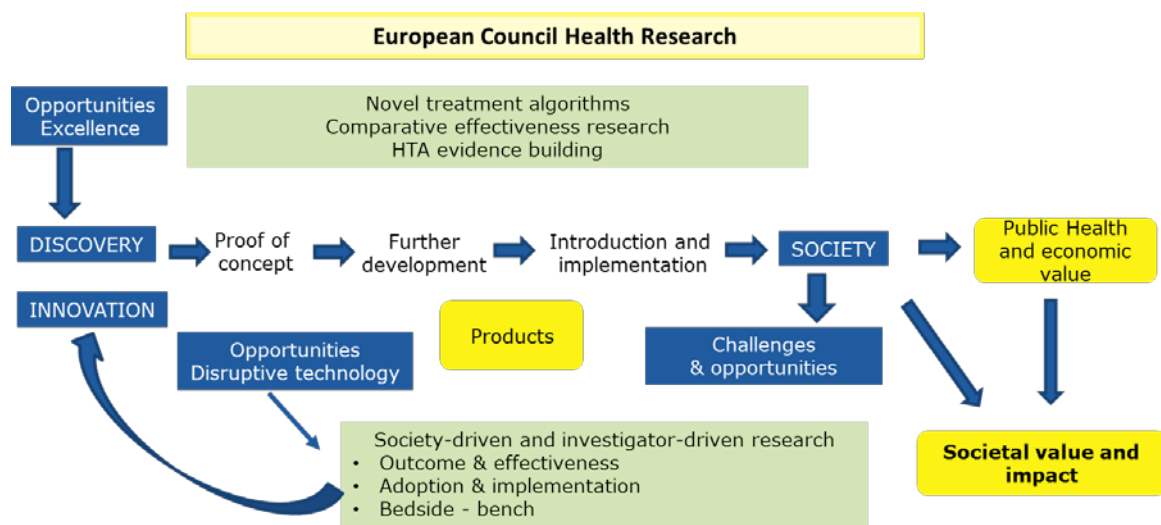 European Council Health Research
Opportunities
Excellence
Novel treatment algorithms
Comparative effectiveness research
HTA evidence building
DISCOVERY
Proof of
concept
Further
development
Introduction and
implementation
SOCIETY
Public Health
and economic
value
INNOVATION
Products
Opportunities
Disruptive technology
Challenges
& opportunities
Society-driven and investigator-driven research
• Outcome & effectiveness
• Adoption & implementation
• Bedside - bench
Societal value and
impact